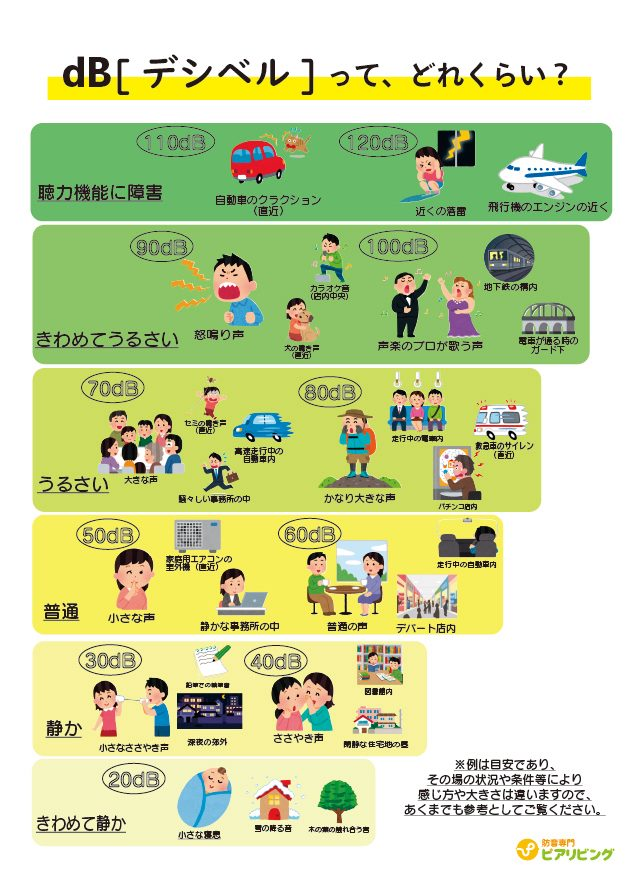 dB[ デシベル ] って、どれくらい？
110dB
120dB
聴力機能に障害
自動車のクラクション
（直近）
近くの落雷
飛行機のエンジンの近く
90dB
100dB
きわめてうるさい
怒鳴り声
カラオケ音
（店内中央）
犬の鳴き声
（直近）
声楽のプロが歌う声
地下鉄の構内
電車が通る時の
ガード下
70dB
80dB
うるさい
大きな声
セミの鳴き声
（直近）
高速走行中の
自動車内
騒々しい事務所の中
かなり大きな声
走行中の電車内
救急車のサイレン
（直近）
パチンコ店内
50dB
60dB
普通
小さな声
家庭用エアコンの
室外機（直近）
静かな事務所の中
普通の声
走行中の自動車内
デパート店内
30dB
40dB
静か
小さなささやき声
鉛筆での執筆音
深夜の郊外
ささやき声
図書館内
閑静な住宅地の昼
20dB
きわめて静か
小さな寝息
雪の降る音
木の葉の触れ合う音
※例は目安であり、
その場の状況や条件等により
感じ方や大きさは違いますので、
あくまでも参考としてご覧ください。
防音専門
ピアリビング